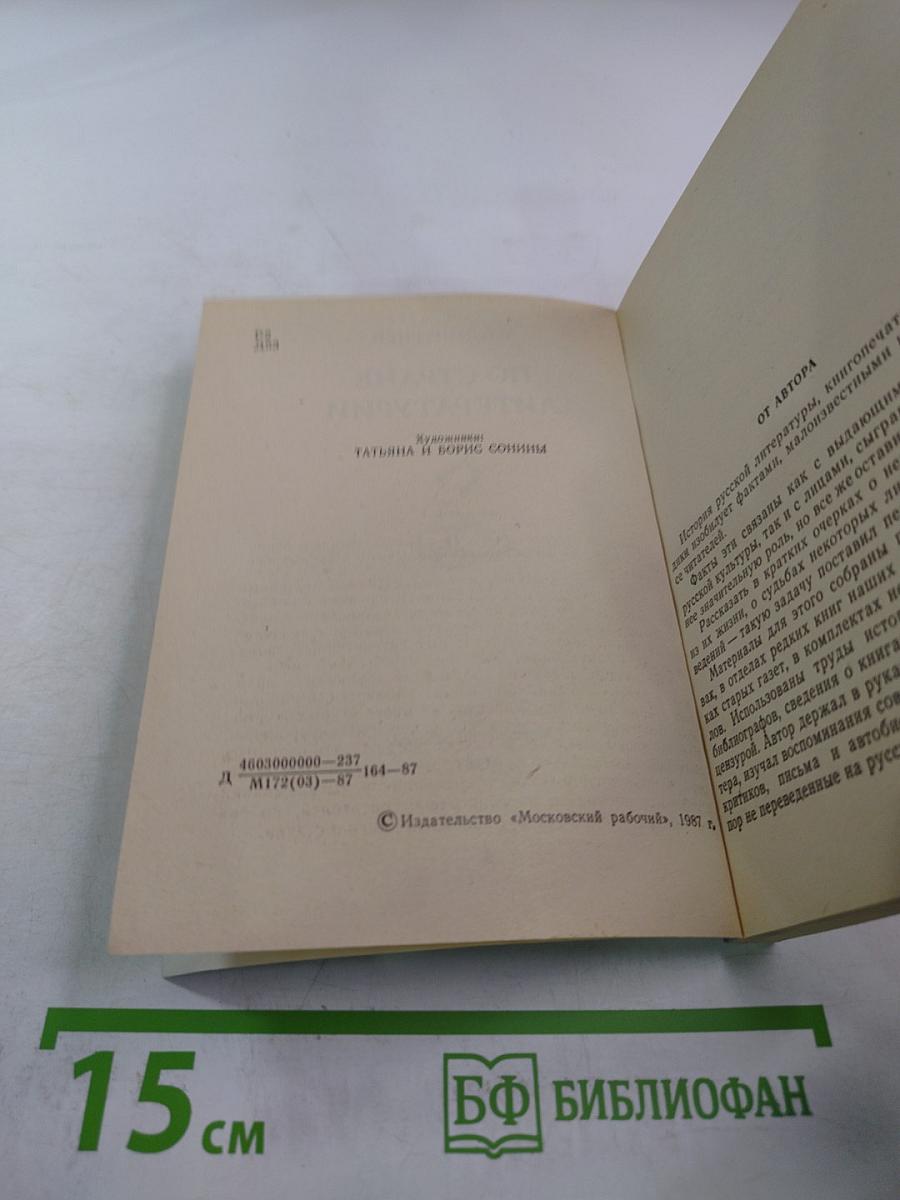 Художники:
ТАТЬЯНА И БОРИС СОНИНЫ
Д 4603000000—237
М172(03)—87 164—87
© Издательство «Московский рабочий», 1987 г.
ОТ АВТОРА
История русской литературы, книгопечат
дики изобилует фактами, малоизвестными
се читателей.
Факты эти связаны как с выдающим
русской культуры, так и с лицами, сыгра
нее значительную роль, но все же остави
Рассказать в кратких очерках о не
из их жизни, о судьбах некоторых ли
ведений — такую задачу поставил пе
Материалы для этого собраны
вах, в отделах редких книг наших
ках старых газет, в комплектах не
лов. Использованы труды исто
библиографов, сведения о книга
цензурой. Автор держал в рука
тера, изучал воспоминания сов
критиков, письма и автоби
пор не переведенные на русс
15 см
БФ БИБЛИОФАН